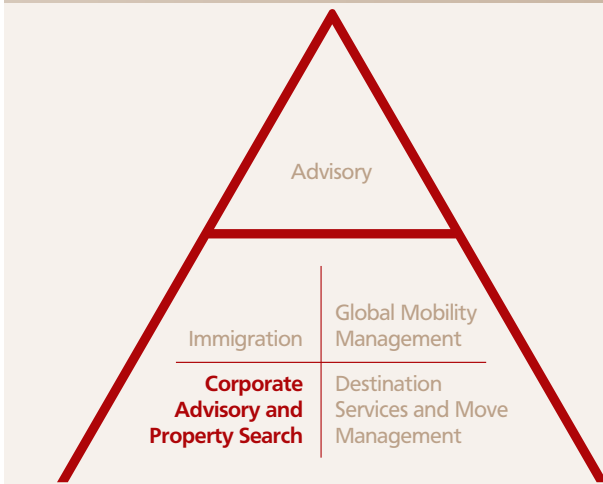 Advisory
Immigration
Global Mobility
Management
Corporate
Advisory and
Property Search
Destination
Services and Move
Management